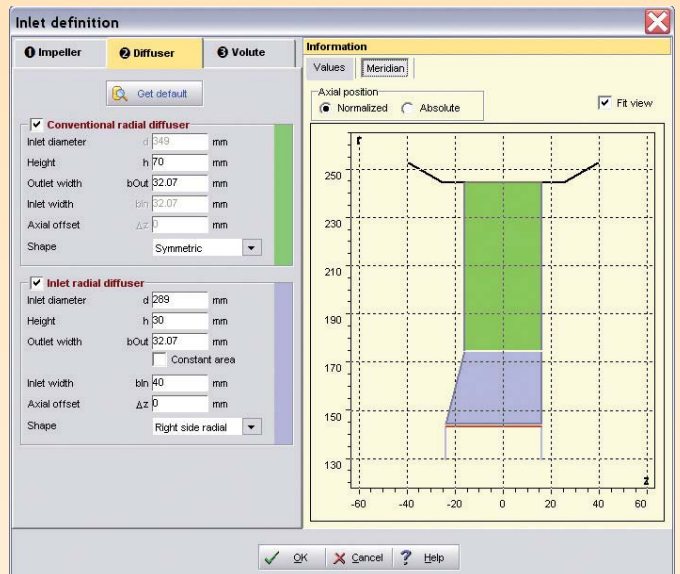 Inlet definition
❶ Impeller
❷ Diffuser
❸ Volute
Get default
Conventional radial diffuser
Inlet diameter d 349 mm
Height h 70 mm
Outlet width bOut 32.07 mm
Inlet width bIn 32.07 mm
Axial offset Δz 0 mm
Shape Symmetric
Inlet radial diffuser
Inlet diameter d 289 mm
Height h 30 mm
Outlet width bOut 32.07 mm
Constant area
Inlet width bIn 40 mm
Axial offset Δz 0 mm
Shape Right side radial
Information
Values Meridian
Axial position
Normalized Absolute
Fit view
r
250
230
210
190
170
150
130
z
-60 -40 -20 0 20 40 60
OK Cancel ? Help